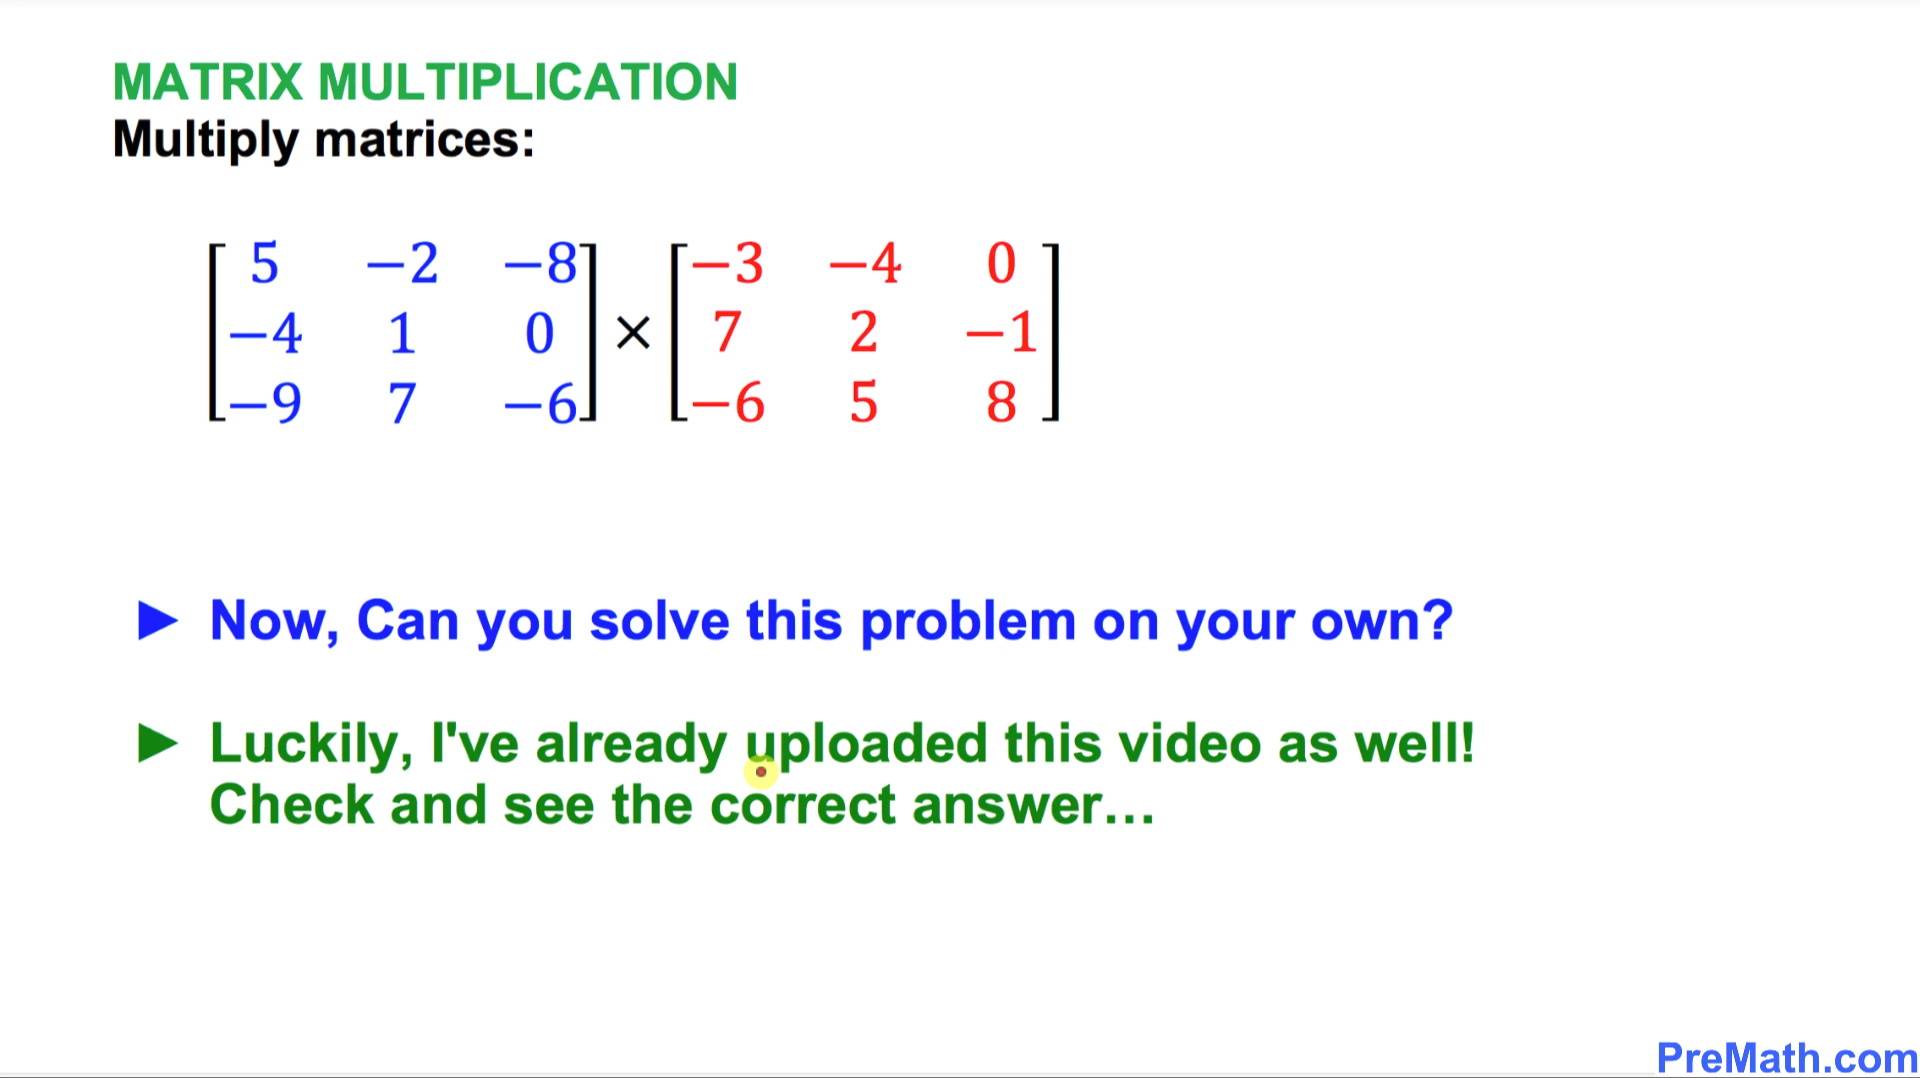 MATRIX MULTIPLICATION
Multiply matrices:
[ 5 −2 −8 ] × [ −3 −4 0 ]
[ −4 1 0 ] [ 7 2 −1 ]
[ −9 7 −6 ] [ −6 5 8 ]
► Now, Can you solve this problem on your own?
► Luckily, I've already uploaded this video as well!
Check and see the correct answer…
PreMath.com